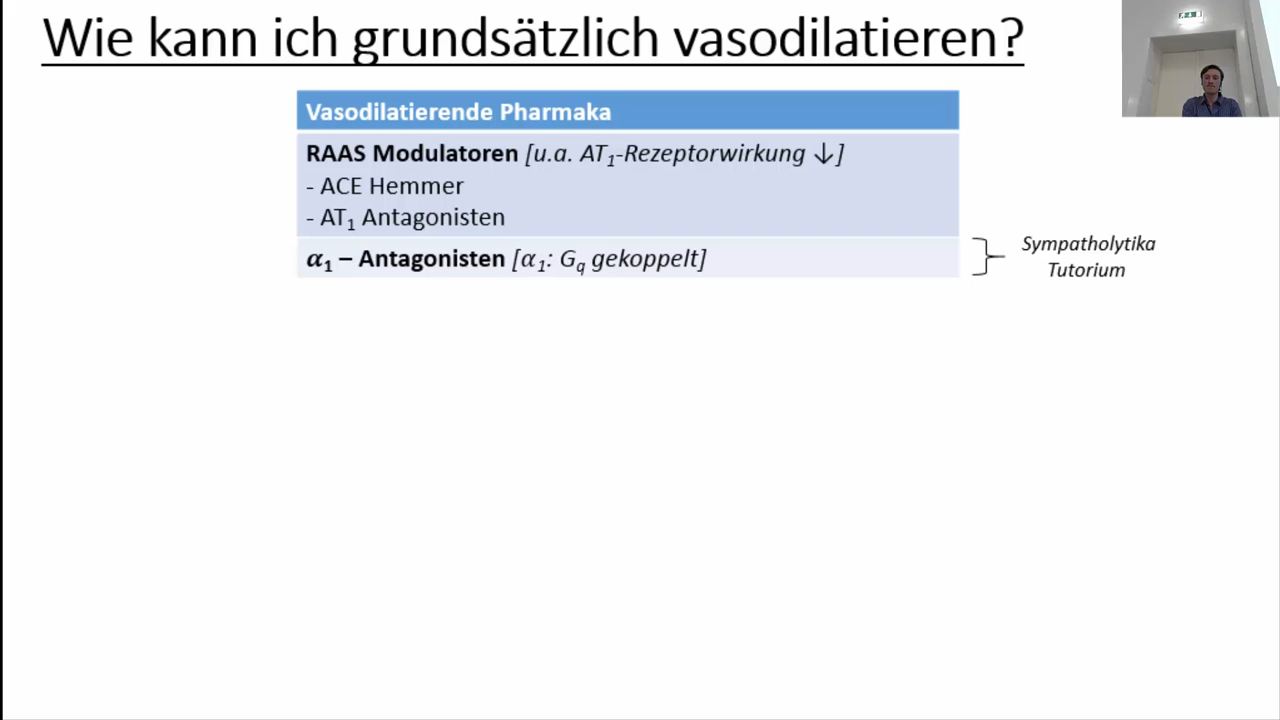 Wie kann ich grundsätzlich vasodilatieren?
Vasodilatierende Pharmaka
RAAS Modulatoren [u.a. AT₁-Rezeptorwirkung ↓]
- ACE Hemmer
- AT₁ Antagonisten
α₁ – Antagonisten [α₁: G_q gekoppelt]
Sympatholytika
Tutorium